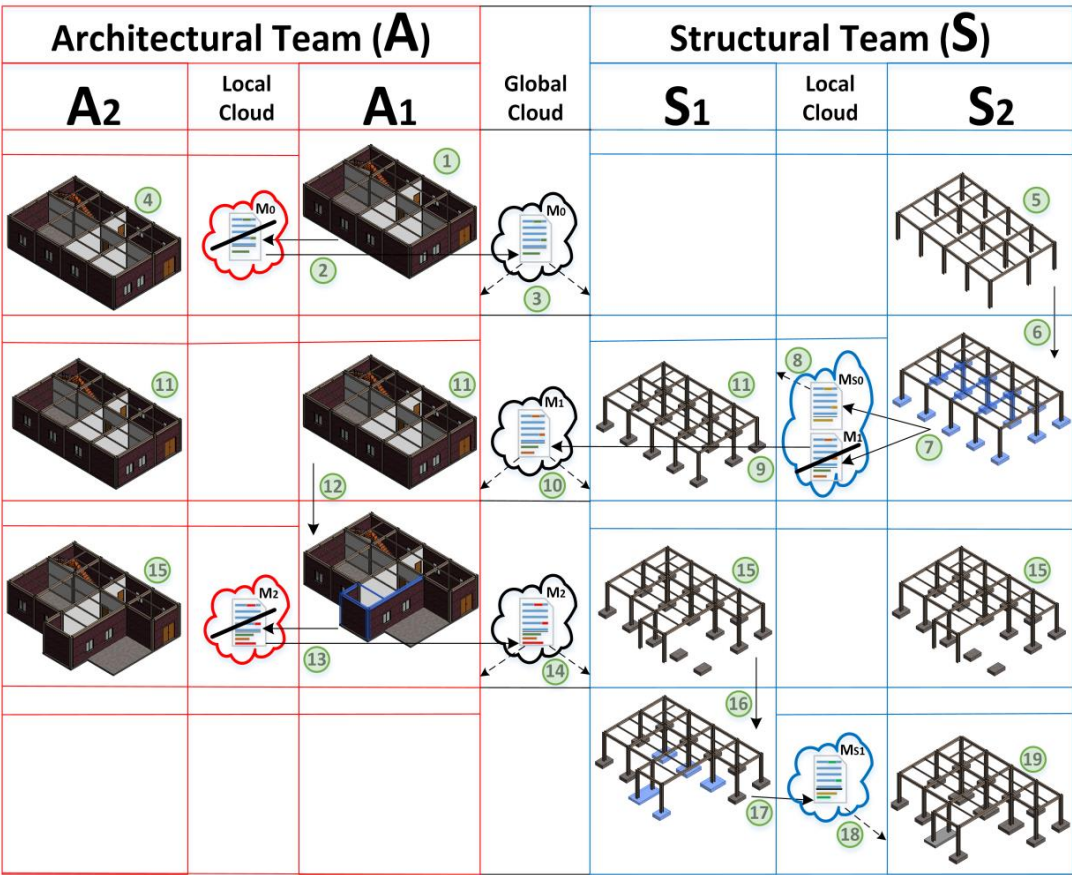 Architectural Team (A)
Structural Team (S)
A2
Local
Cloud
A1
Global
Cloud
S1
Local
Cloud
S2
4
M0
2
1
M0
3
5
6
11
11
12
M1
10
11
9
8
MS0
M1
7
15
M2
13
M2
14
15
15
16
17
MS1
18
19